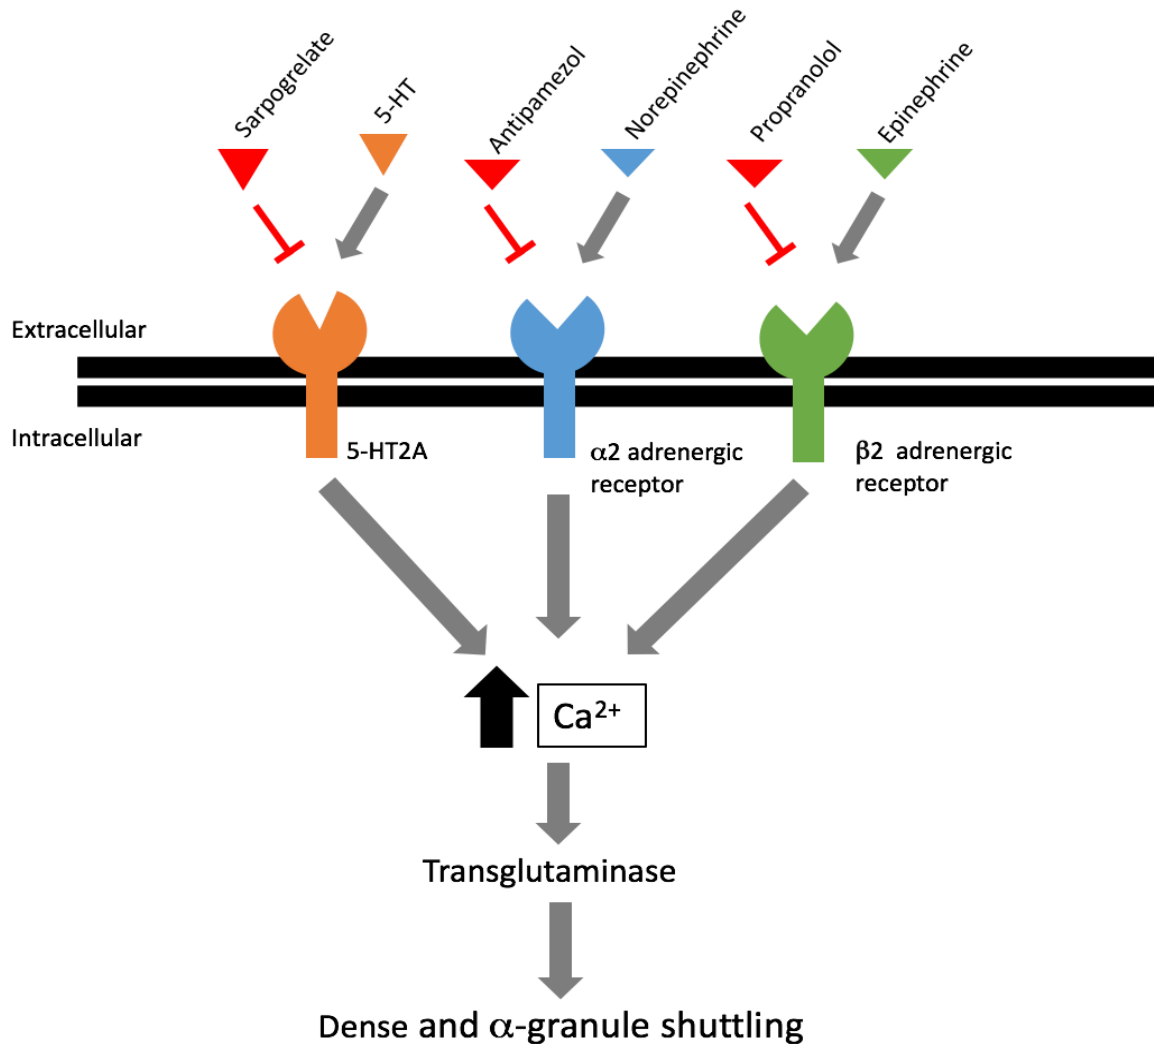 Sarpogrelate
5-HT
Antipamezol
Norepinephrine
Propranolol
Epinephrine
Extracellular
Intracellular
5-HT2A
α2 adrenergic
receptor
β2 adrenergic
receptor
Ca²⁺
Transglutaminase
Dense and α-granule shuttling